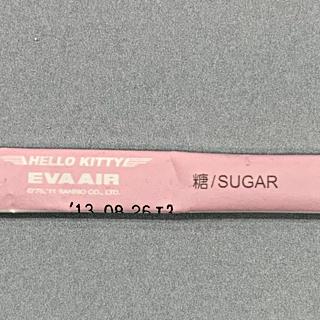 HELLO KITTY
EVA AIR
©'76,'11 SANRIO CO., LTD.
糖/SUGAR
'13.08.26